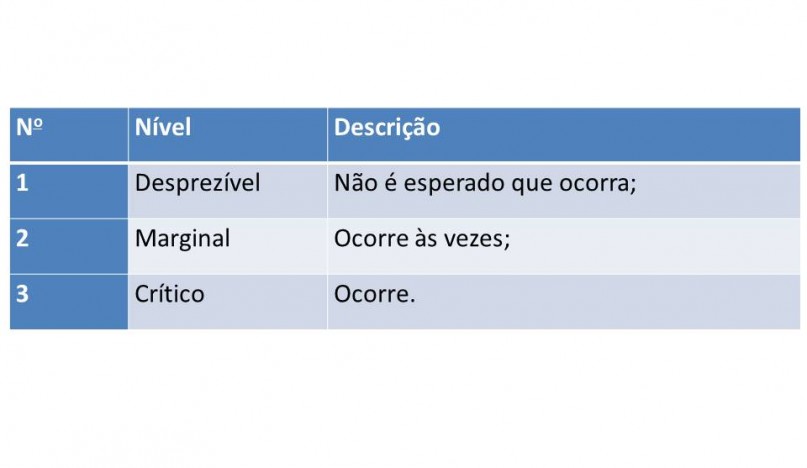 Nº Nível Descrição
1 Desprezível Não é esperado que ocorra;
2 Marginal Ocorre às vezes;
3 Crítico Ocorre.